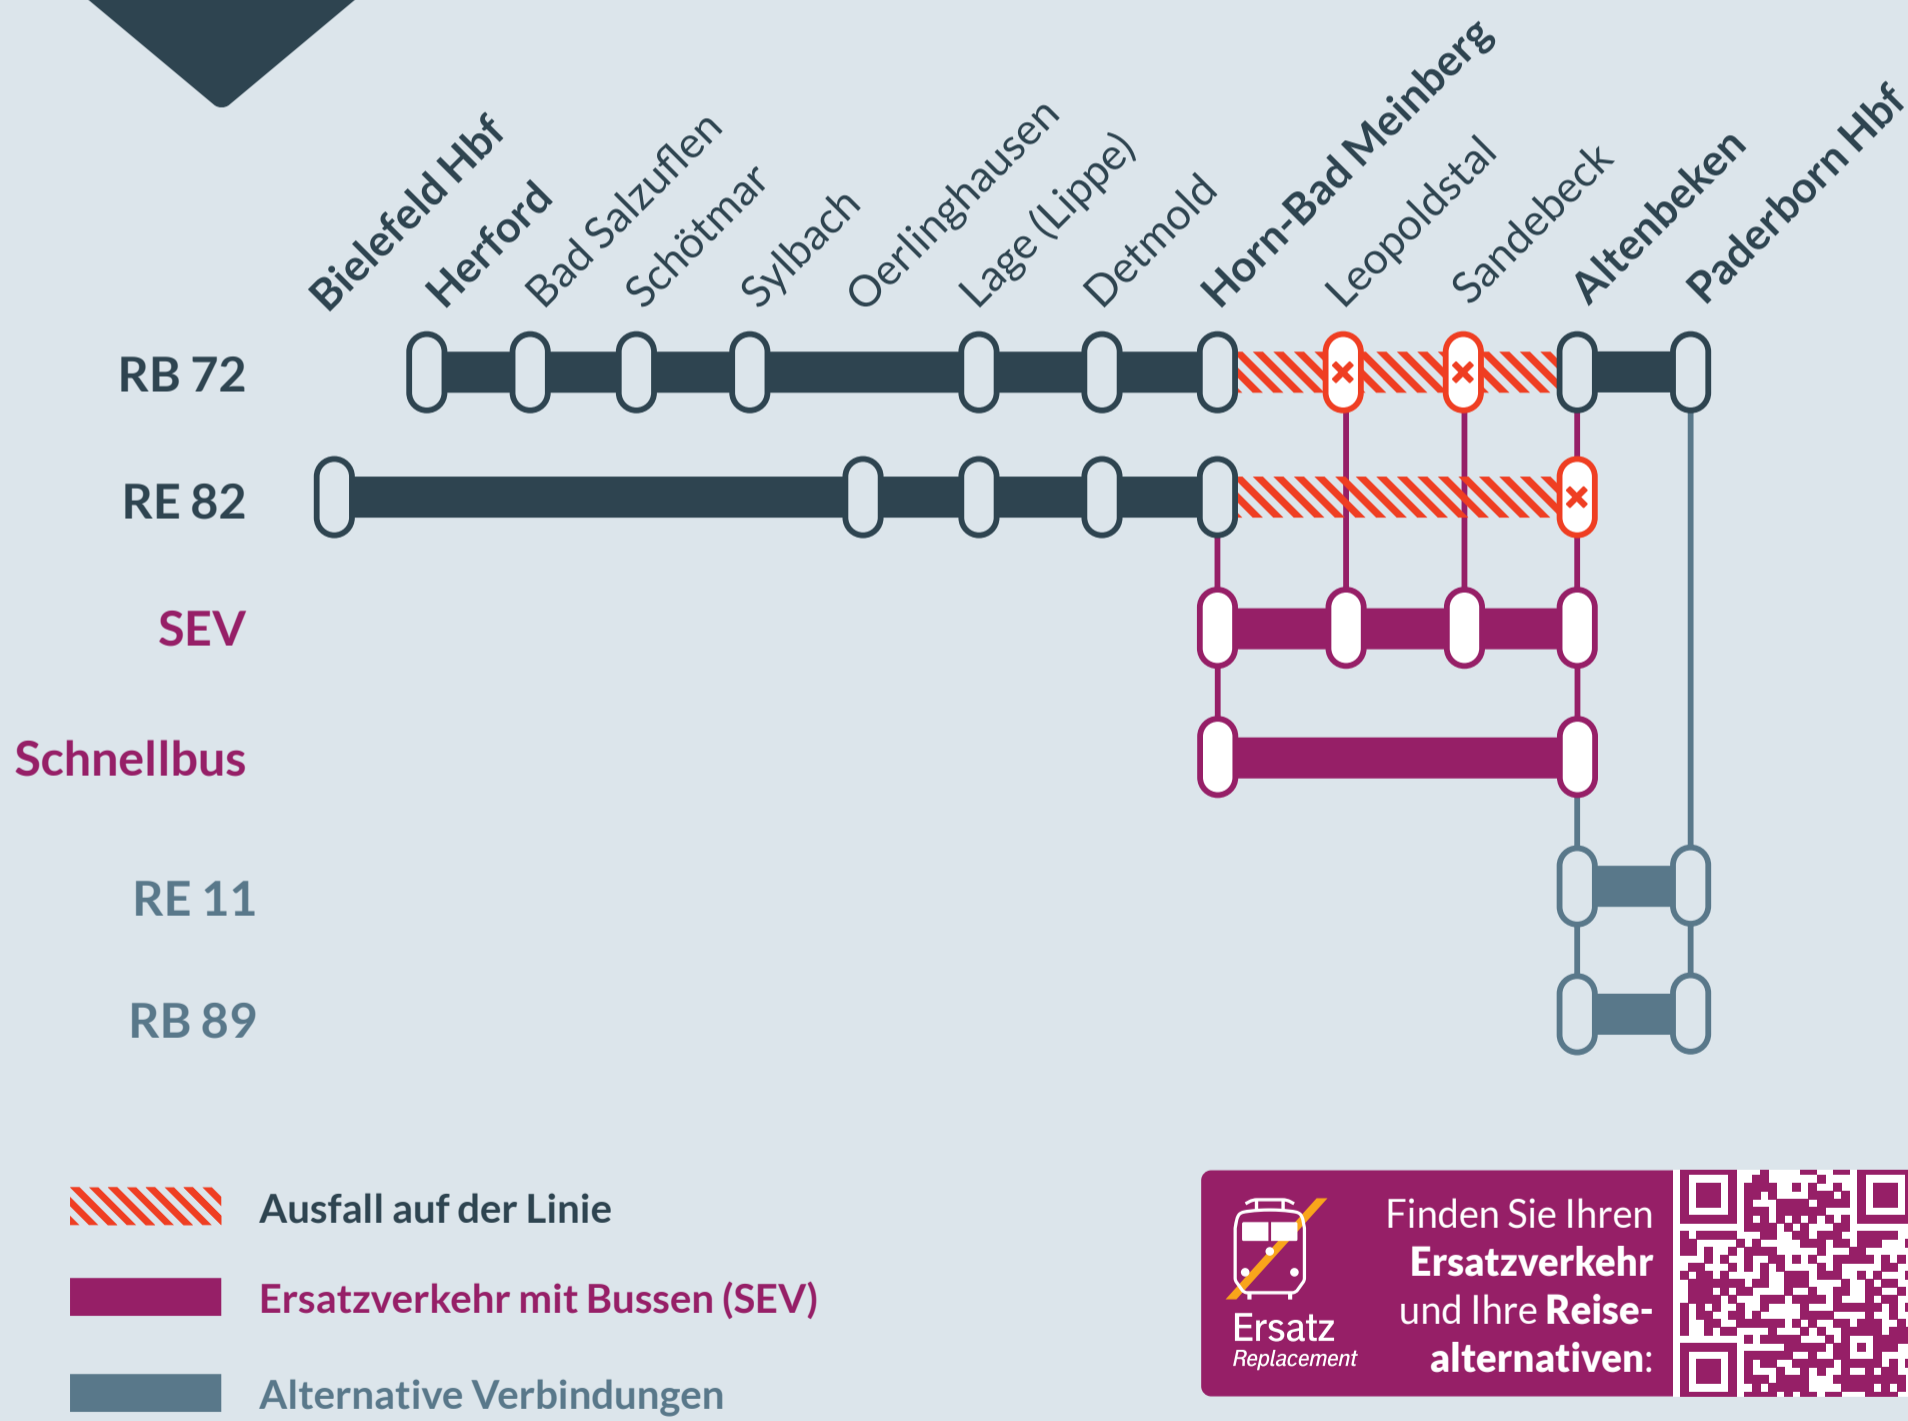 Bielefeld Hbf
Herford
Bad Salzuflen
Schötmar
Sylbach
Oerlinghausen
Lage (Lippe)
Detmold
Horn-Bad Meinberg
Leopoldstal
Sandebeck
Altenbeken
Paderborn Hbf
RB 72
RE 82
SEV
Schnellbus
RE 11
RB 89
Ausfall auf der Linie
Ersatzverkehr mit Bussen (SEV)
Alternative Verbindungen
Ersatz
Replacement
Finden Sie Ihren
Ersatzverkehr
und Ihre Reise-
alternativen: